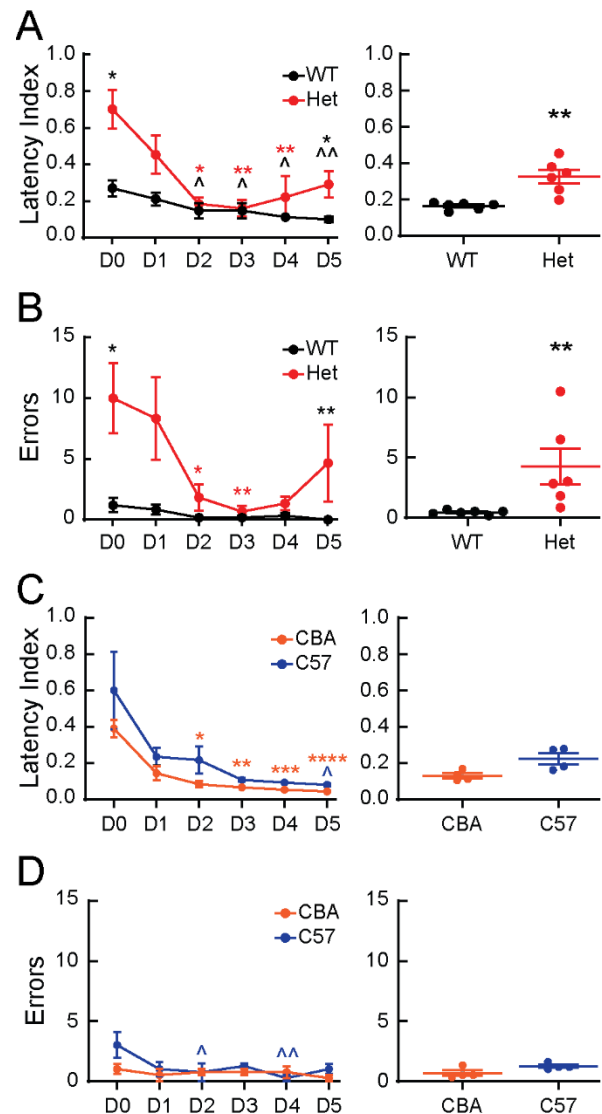 A
Latency Index
1.0
0.8
0.6
0.4
0.2
0.0
*
WT
Het
* ** ** *
^ ^ ^ ^^
D0 D1 D2 D3 D4 D5
1.0
0.8
0.6
0.4
0.2
0.0
**
WT Het
B
Errors
15
10
5
0
*
WT
Het
* ** **
D0 D1 D2 D3 D4 D5
15
10
5
0
**
WT Het
C
Latency Index
1.0
0.8
0.6
0.4
0.2
0.0
CBA
C57
* ** *** ****
^
D0 D1 D2 D3 D4 D5
1.0
0.8
0.6
0.4
0.2
0.0
CBA C57
D
Errors
15
10
5
0
CBA
C57
^ ^^
D0 D1 D2 D3 D4 D5
15
10
5
0
CBA C57